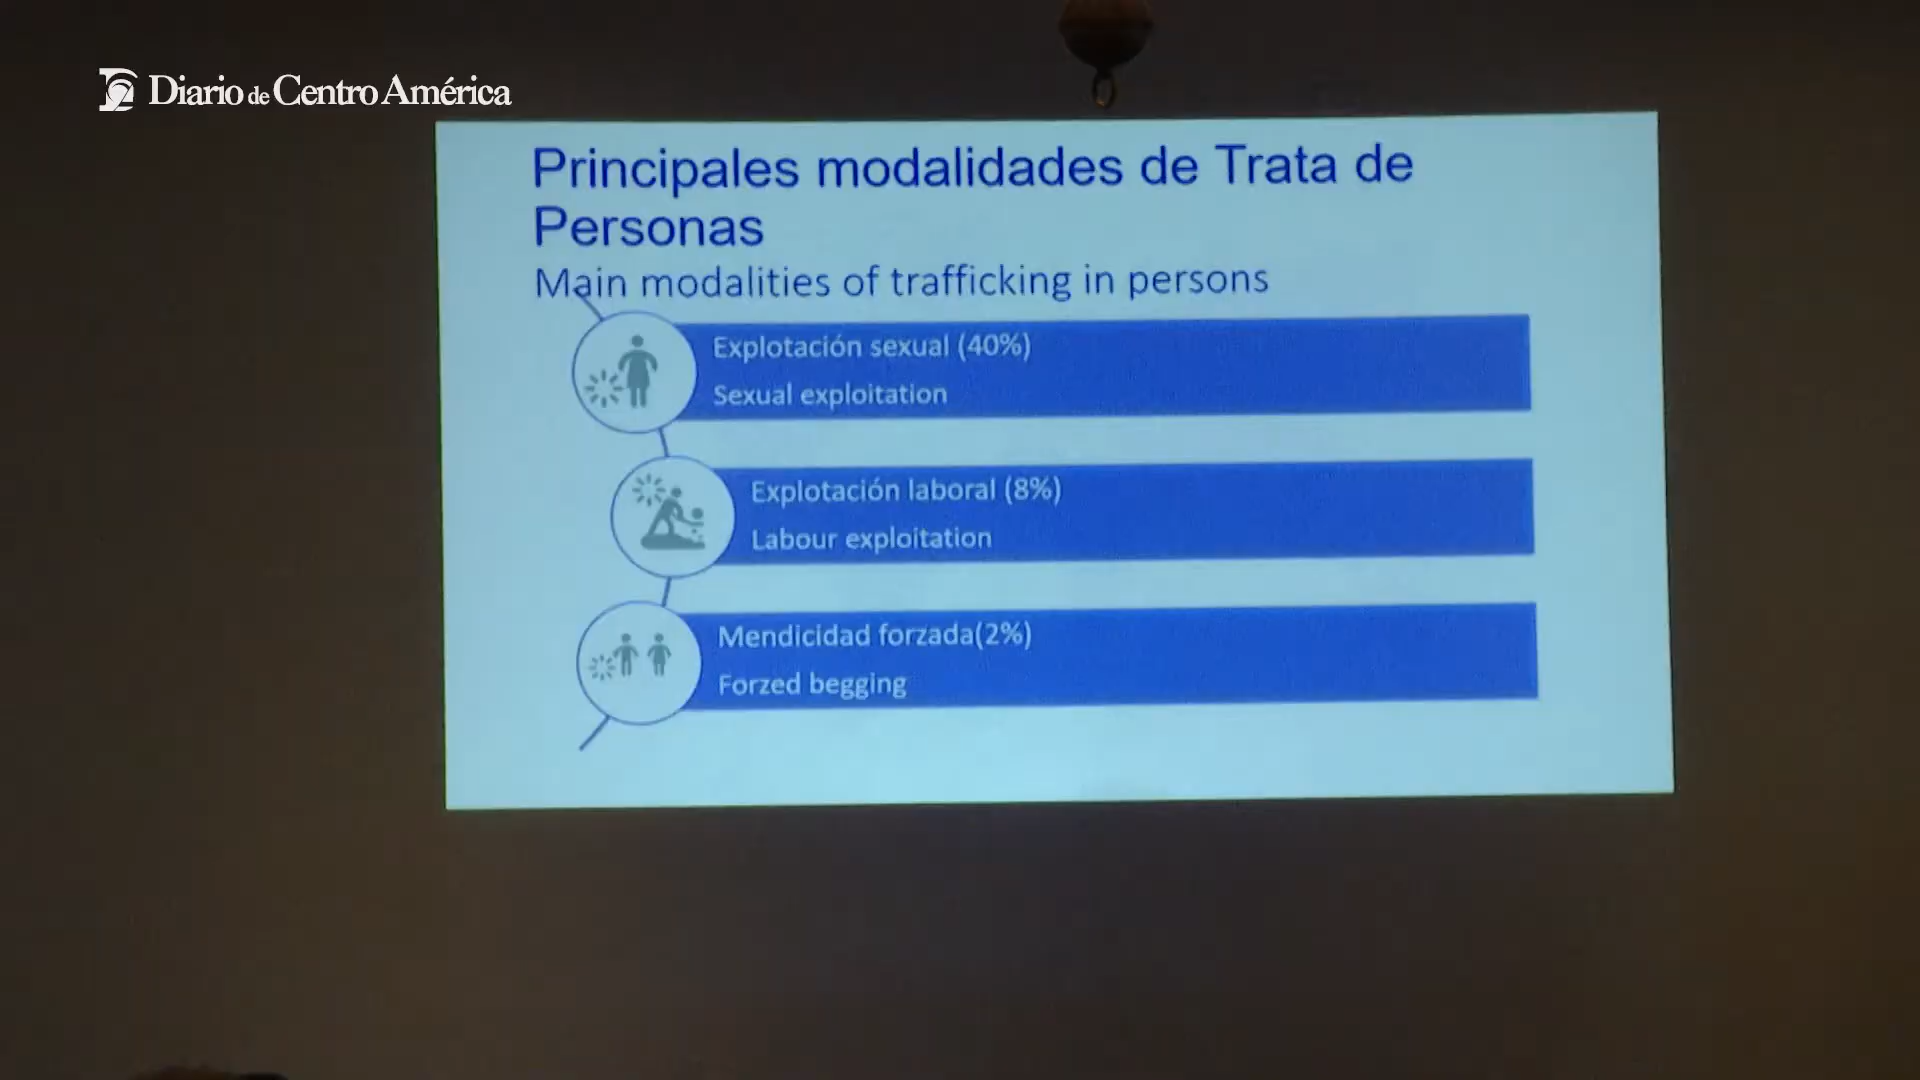 Diario de Centro América
Principales modalidades de Trata de
Personas
Main modalities of trafficking in persons
Explotación sexual (40%)
Sexual exploitation
Explotación laboral (8%)
Labour exploitation
Mendicidad forzada(2%)
Forzed begging